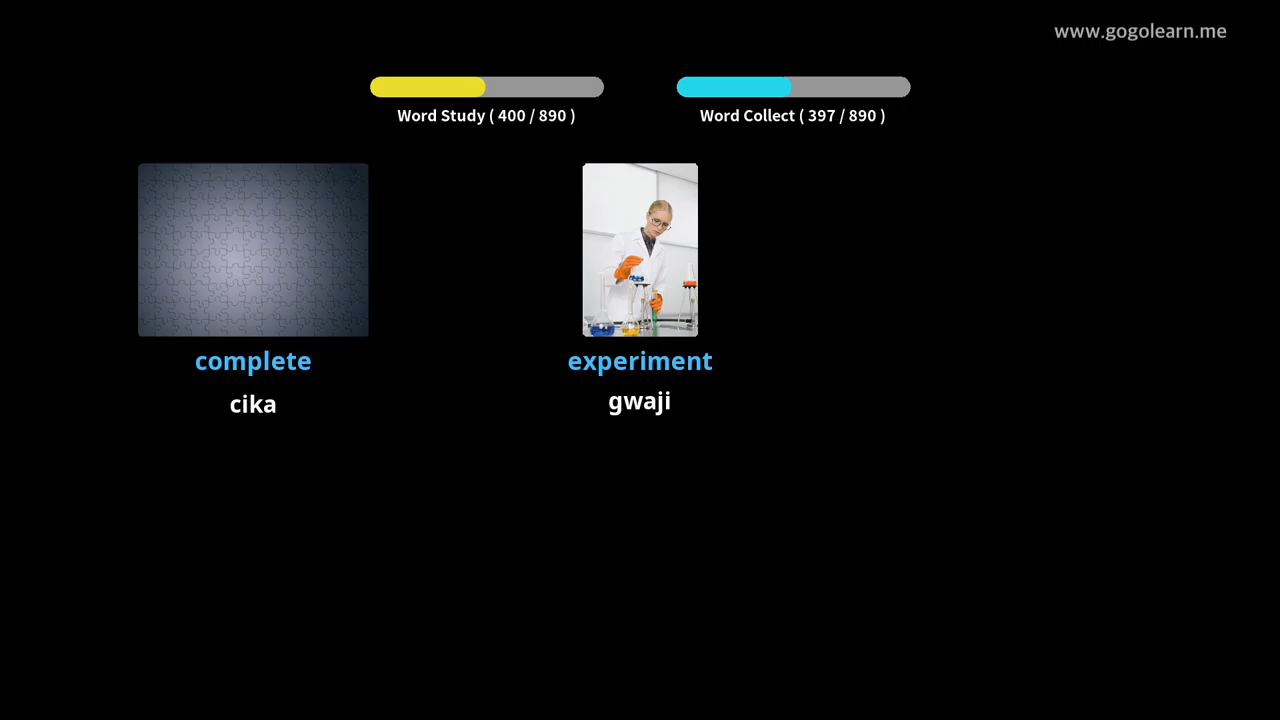 www.gogolearn.me
Word Study ( 400 / 890 )
Word Collect ( 397 / 890 )
complete
cika
experiment
gwaji